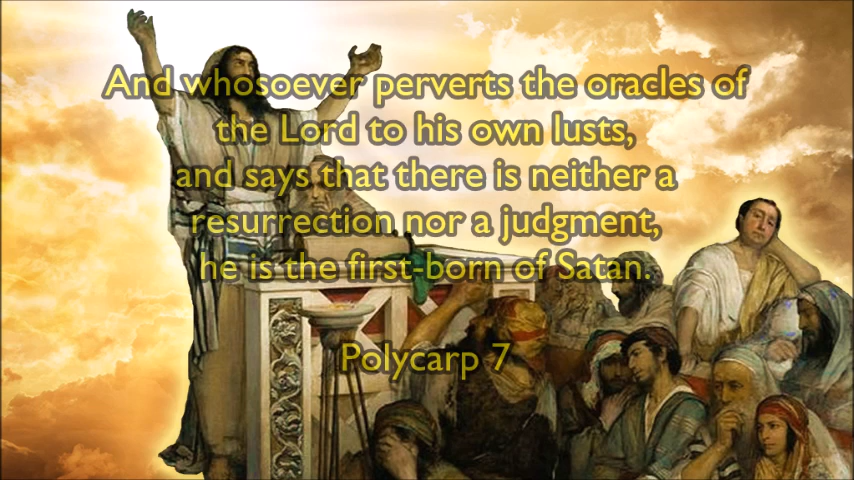 And whosoever perverts the oracles of
the Lord to his own lusts,
and says that there is neither a
resurrection nor a judgment,
he is the first-born of Satan.
Polycarp 7